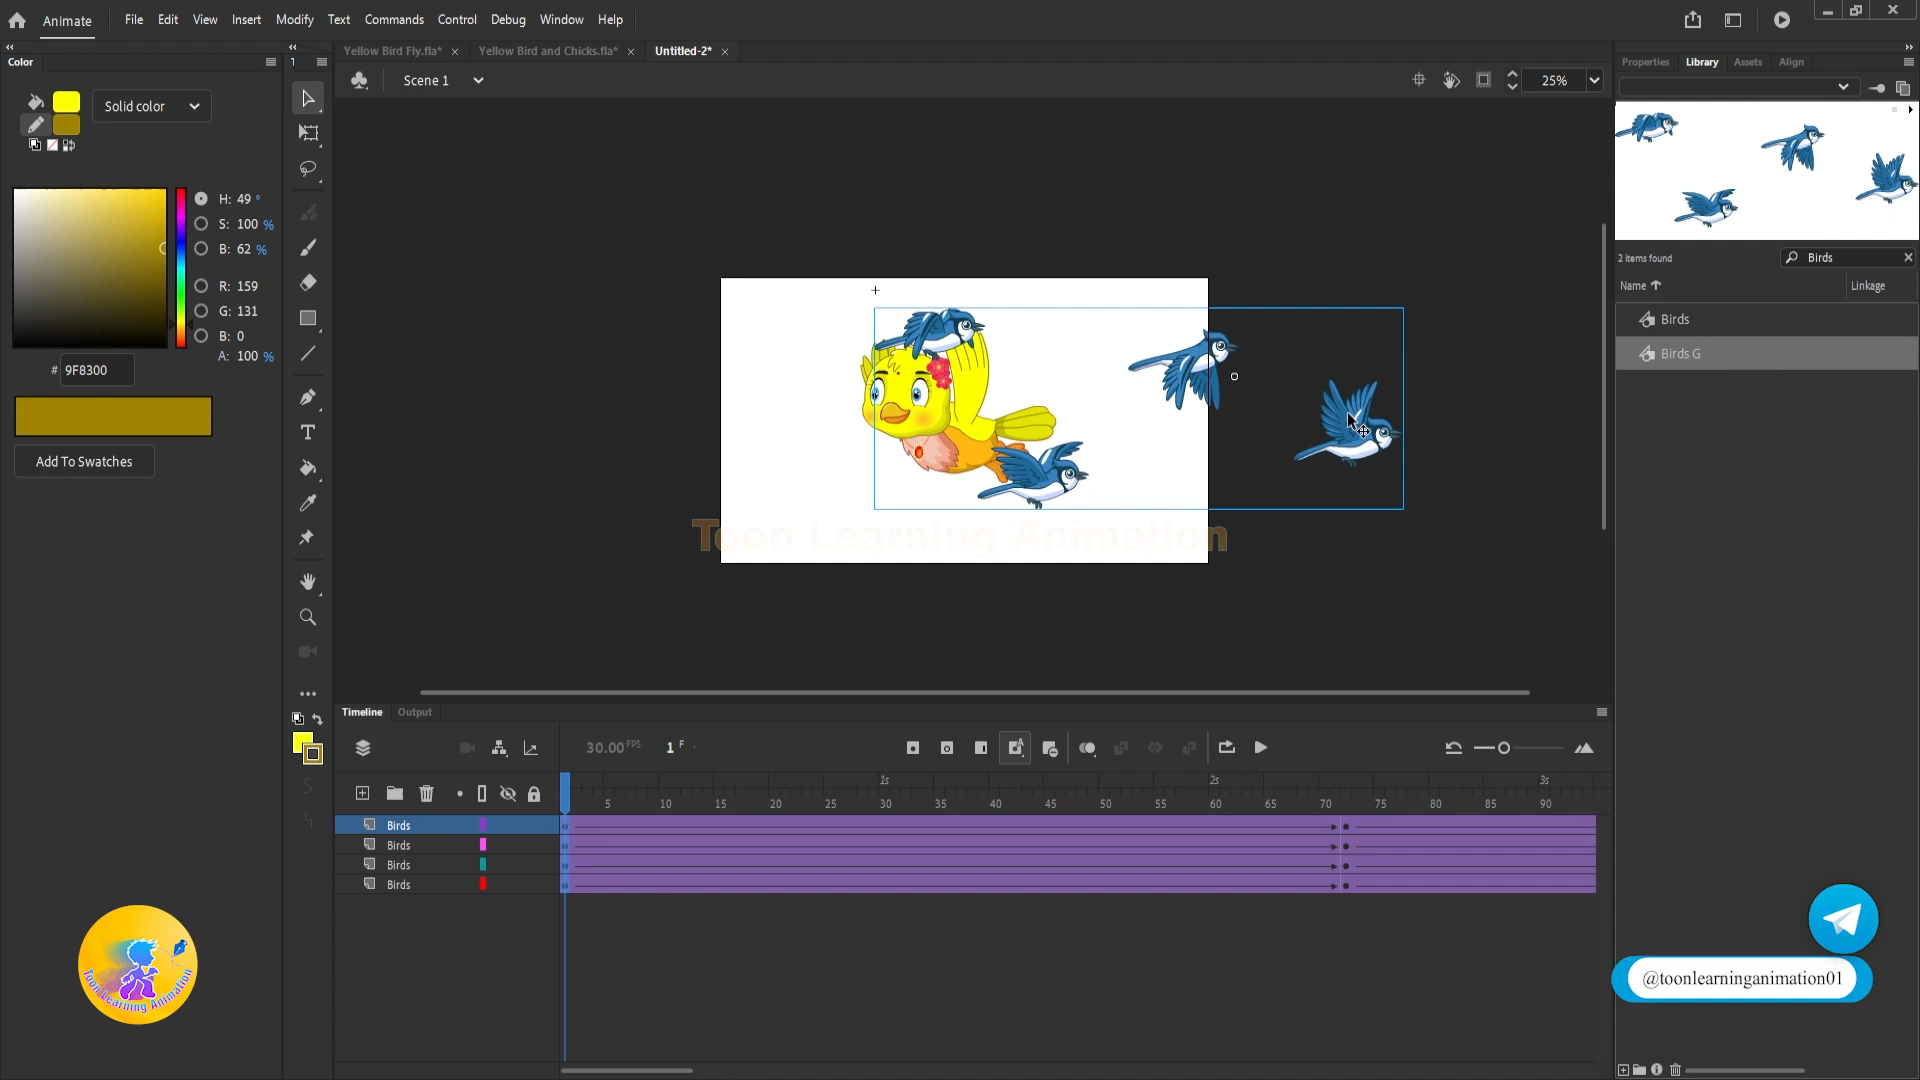 Animate File Edit View Insert Modify Text Commands Control Debug Window Help
Yellow Bird Fly.fla* Yellow Bird and Chicks.fla* Untitled-2*
Color
Scene 1
25%
Properties Library Assets Align
Solid color
H: 49 °
S: 100 %
B: 62 %
R: 159
G: 131
B: 0
A: 100 %
# 9F8300
Add To Swatches
2 items found
Birds
Name
Linkage
Birds
Birds G
Toon Learning Animation
Timeline Output
30.00 FPS 1 F
1s 2s 3s
5 10 15 20 25 30 35 40 45 50 55 60 65 70 75 80 85 90
Birds
Birds
Birds
Birds
Toon Learning Animation
@toonlearninganimation01